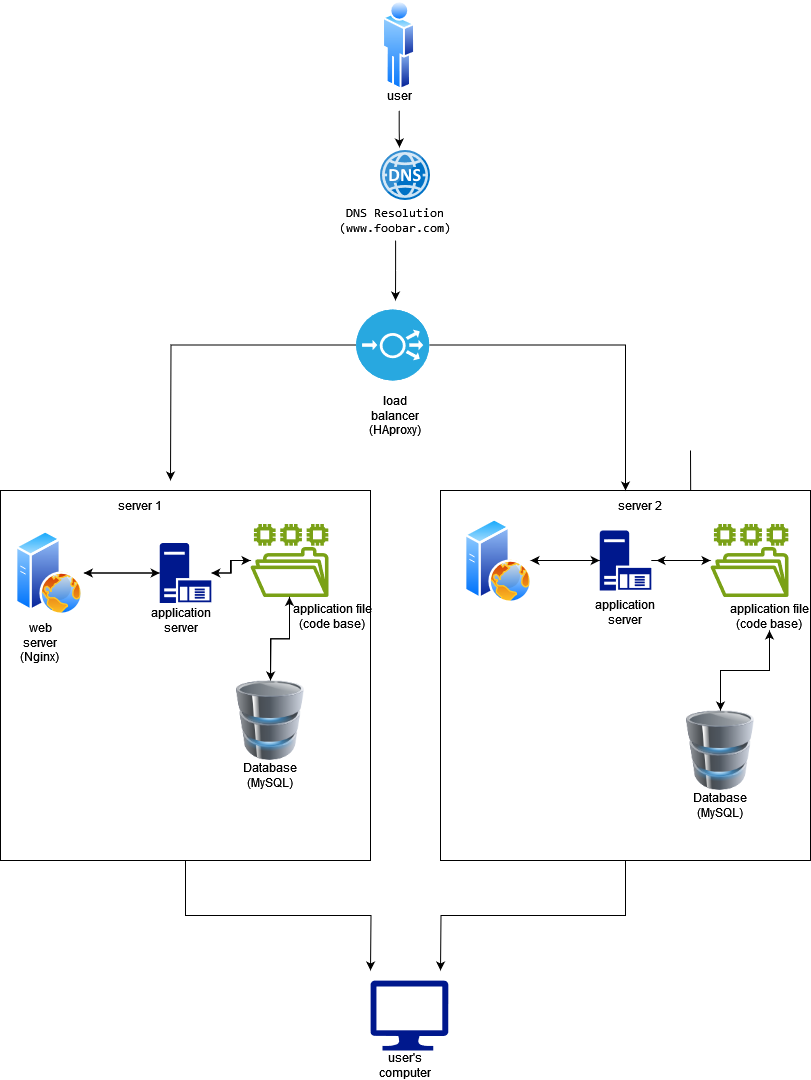 user
DNS
DNS Resolution
(www.foobar.com)
load
balancer
(HAproxy)
server 1
web
server
(Nginx)
application
server
application file
(code base)
Database
(MySQL)
server 2
application
server
application file
(code base)
Database
(MySQL)
user's
computer